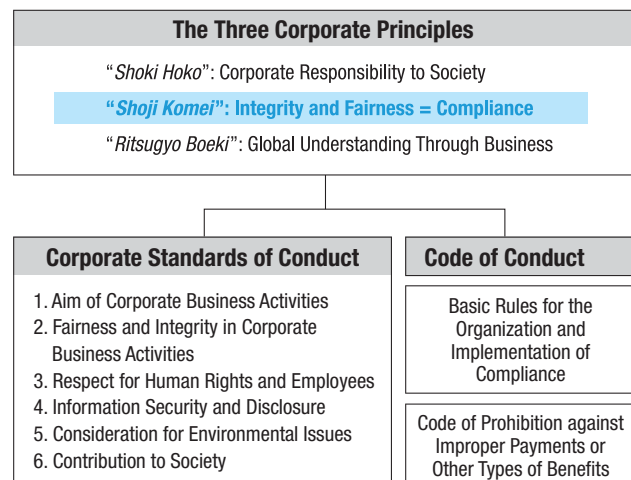 The Three Corporate Principles
“Shoki Hoko”: Corporate Responsibility to Society
“Shoji Komei”: Integrity and Fairness = Compliance
“Ritsugyo Boeki”: Global Understanding Through Business
Corporate Standards of Conduct
1. Aim of Corporate Business Activities
2. Fairness and Integrity in Corporate
Business Activities
3. Respect for Human Rights and Employees
4. Information Security and Disclosure
5. Consideration for Environmental Issues
6. Contribution to Society
Code of Conduct
Basic Rules for the
Organization and
Implementation of
Compliance
Code of Prohibition against
Improper Payments or
Other Types of Benefits